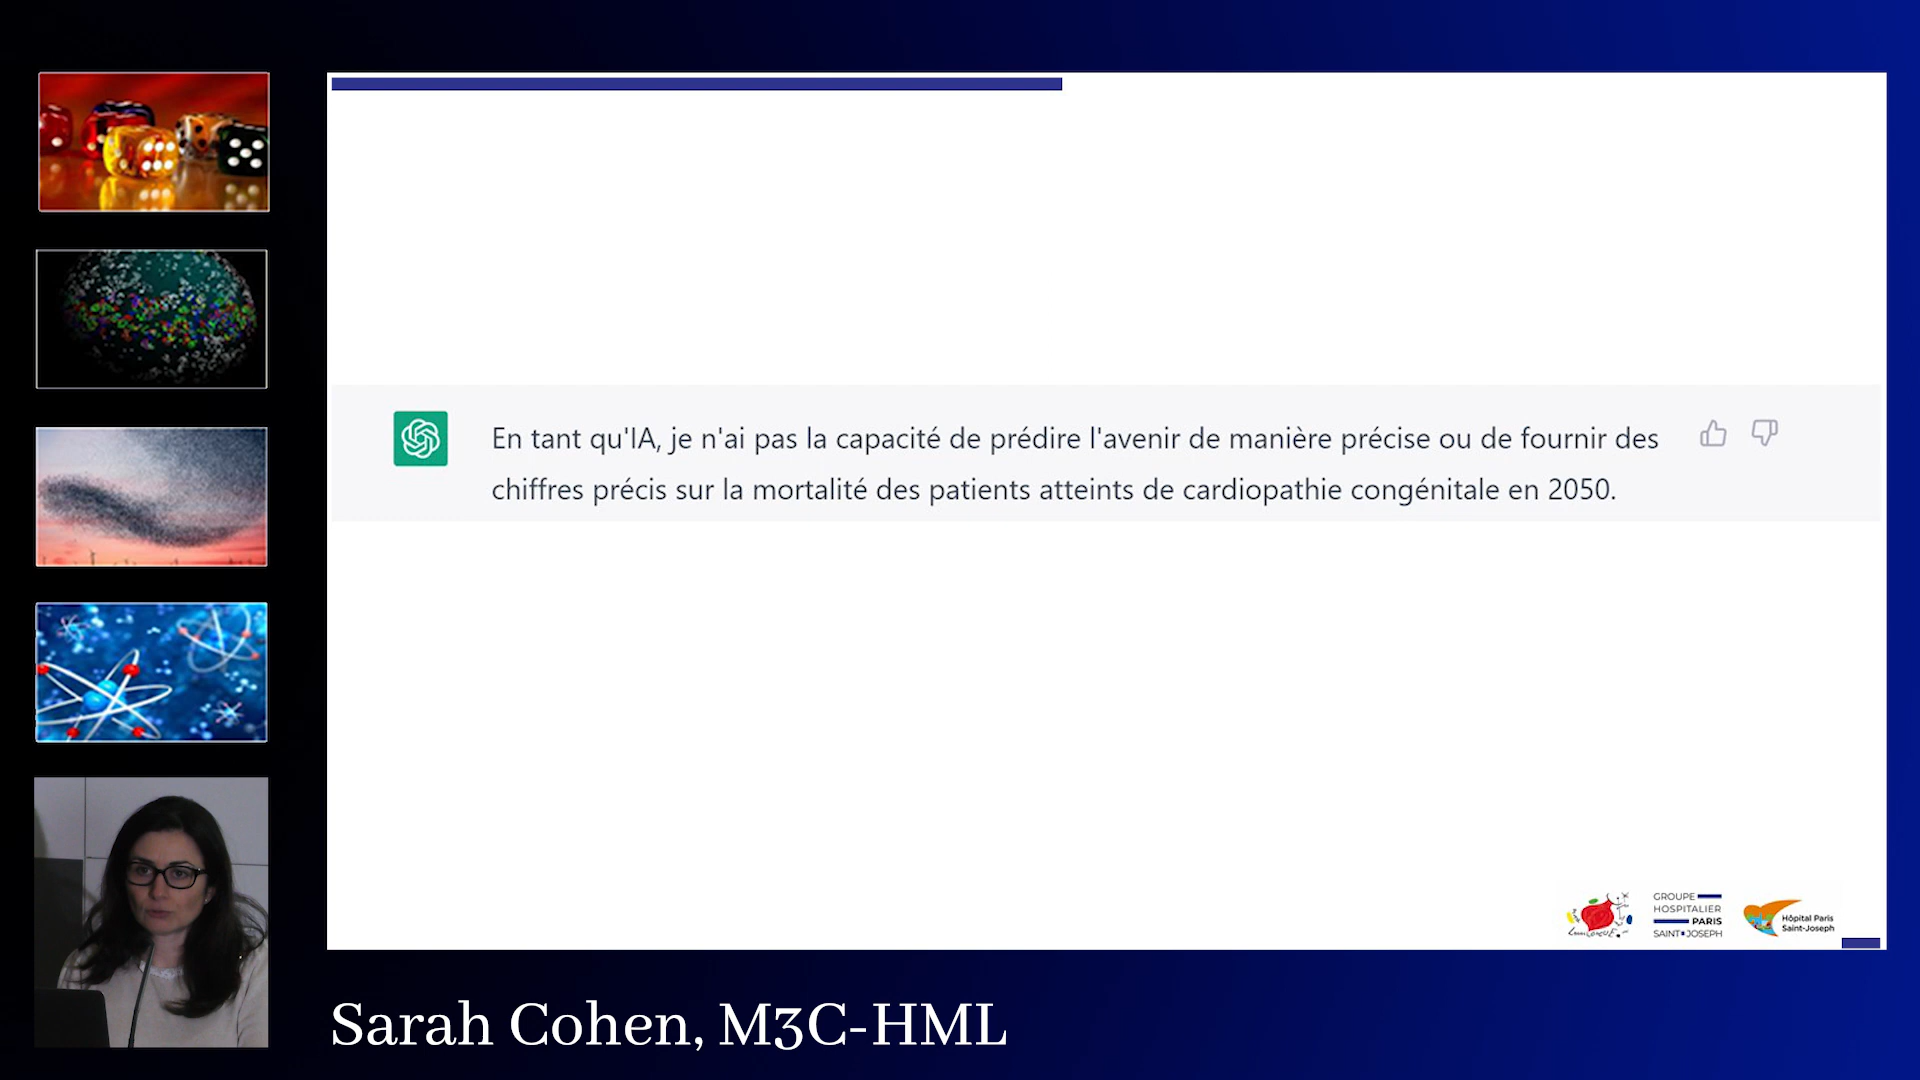 En tant qu'IA, je n'ai pas la capacité de prédire l'avenir de manière précise ou de fournir des
chiffres précis sur la mortalité des patients atteints de cardiopathie congénitale en 2050.
GROUPE
HOSPITALIER
PARIS
SAINT JOSEPH
Hôpital Paris
Saint-Joseph
Sarah Cohen, M3C-HML